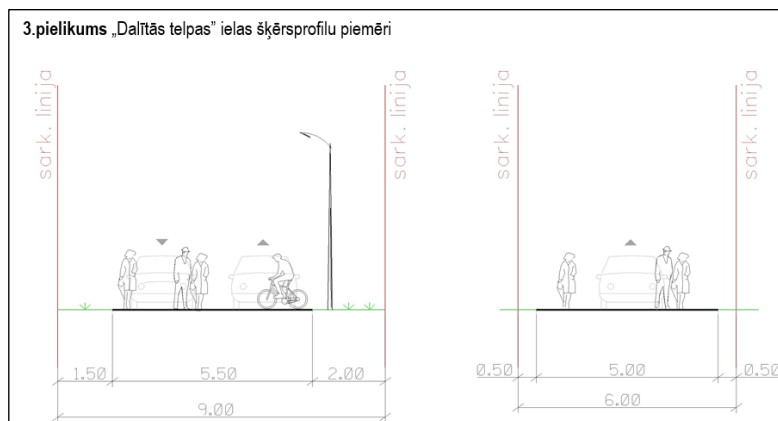 3.pielikums „Dalītās telpas” ielas šķērsprofilu piemēri
sark. linija
sark. linija
sark. linija
sark. linija
1.50
5.50
2.00
9.00
0.50
5.00
0.50
6.00